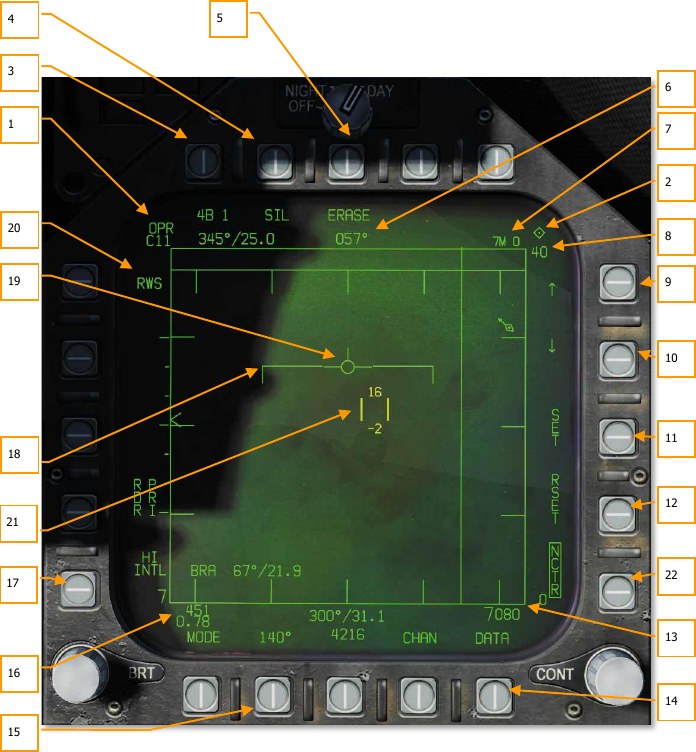 4
5
3
6
7
1
2
NIGHT DAY
OFF
20
8
19
9
10
11
18
12
21
22
17
13
16
14
15
4B 1 SIL ERASE
OPR
C11 345°/25.0 057° 7M 0
40
RWS
16
-2
SET
RSET
NCTR
RDR
PRI
HI
INTL BRA 67°/21.9
7 0
451 300°/31.1 7080
0.78 4216
MODE 140° CHAN DATA
BRT CONT